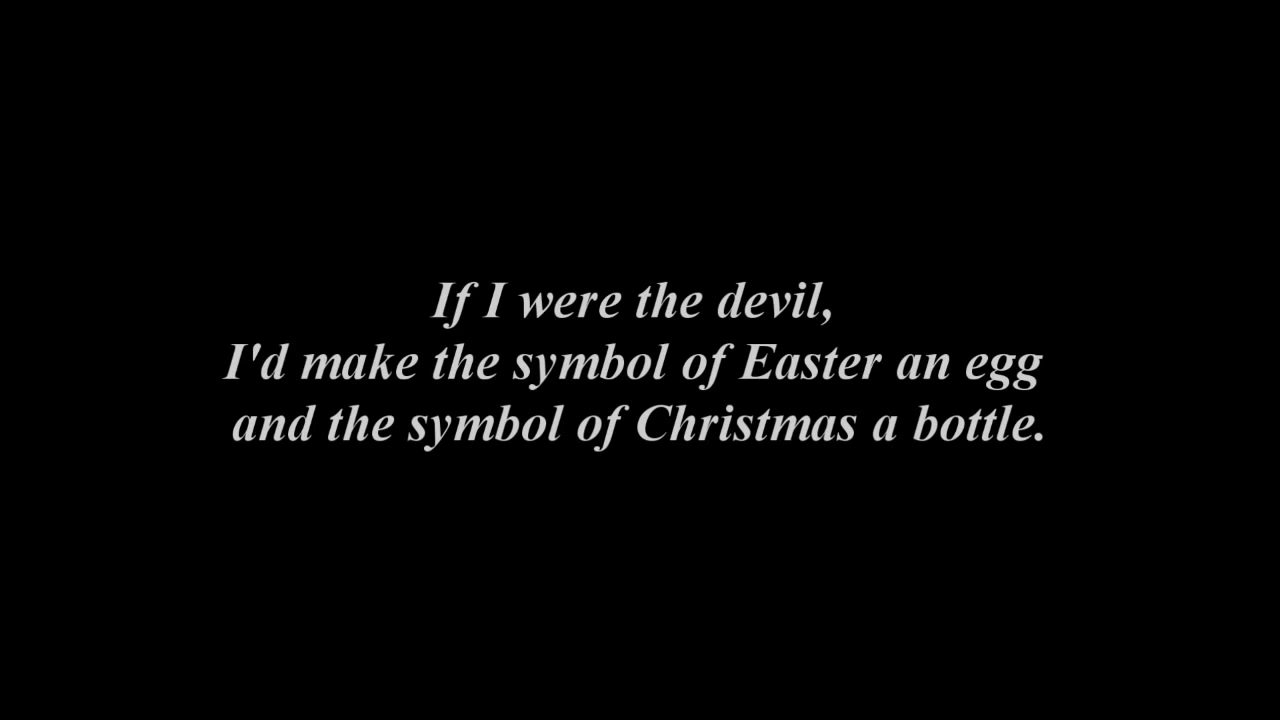 If I were the devil,
I'd make the symbol of Easter an egg
and the symbol of Christmas a bottle.